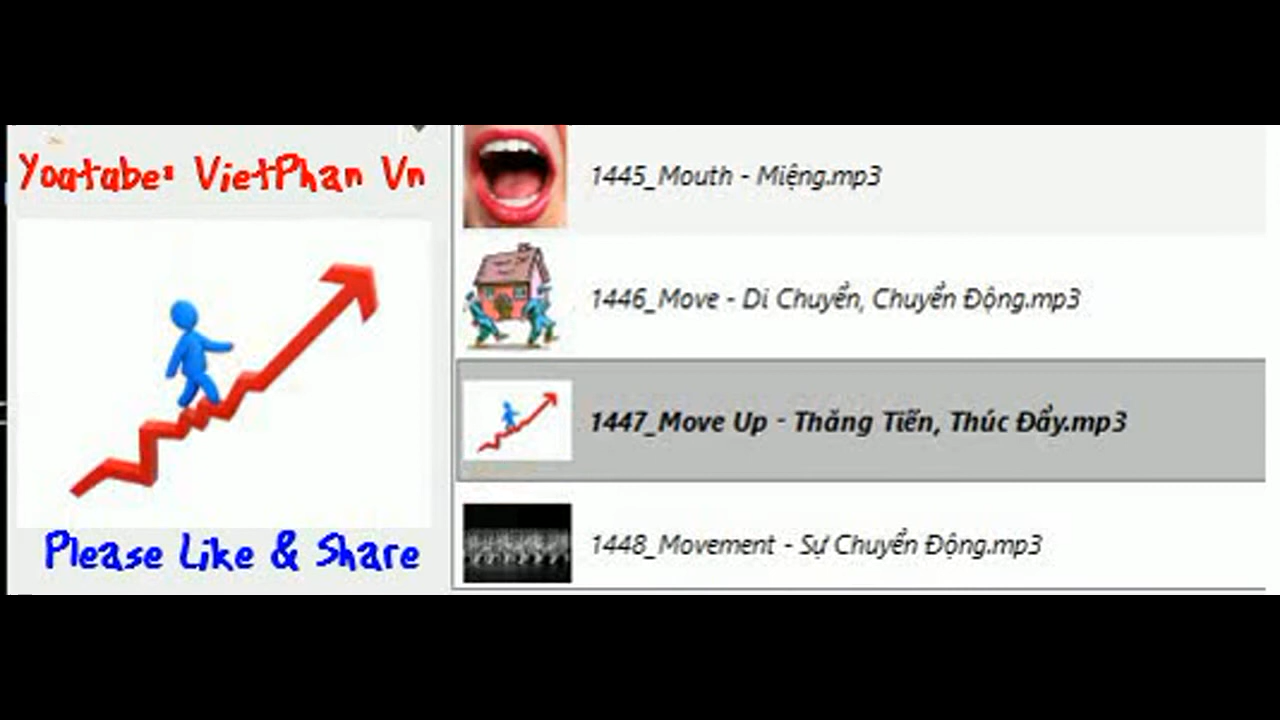 Youtube: VietPhan Vn
Please Like & Share
1445_Mouth - Miệng.mp3
1446_Move - Di Chuyển, Chuyển Động.mp3
1447_Move Up - Thăng Tiến, Thúc Đẩy.mp3
1448_Movement - Sự Chuyển Động.mp3